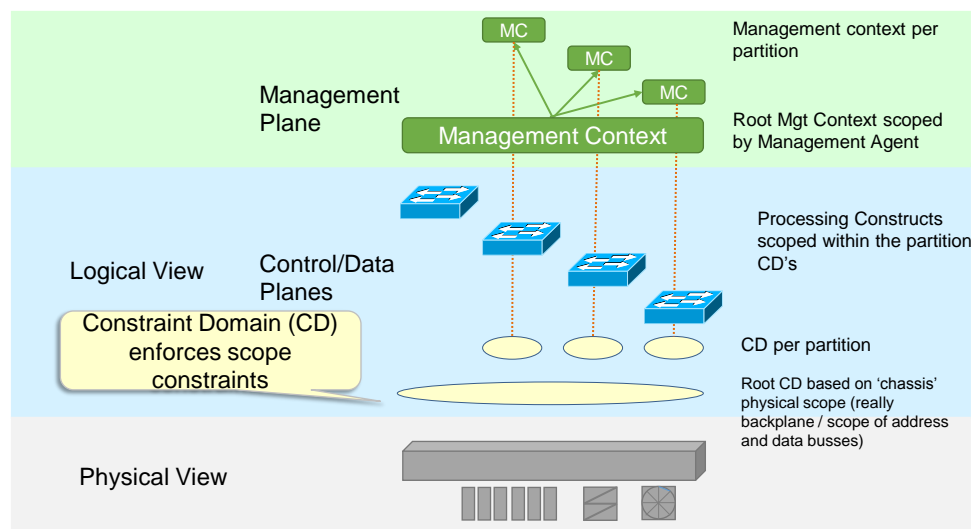 MC
Management context per
partition
MC
MC
Management
Plane
Root Mgt Context scoped
by Management Agent
Management Context
Processing Constructs
scoped within the partition
CD's
Logical View
Control/Data
Planes
Constraint Domain (CD)
enforces scope
constraints
CD per partition
Root CD based on ‘chassis’
physical scope (really
backplane / scope of address
and data busses)
Physical View